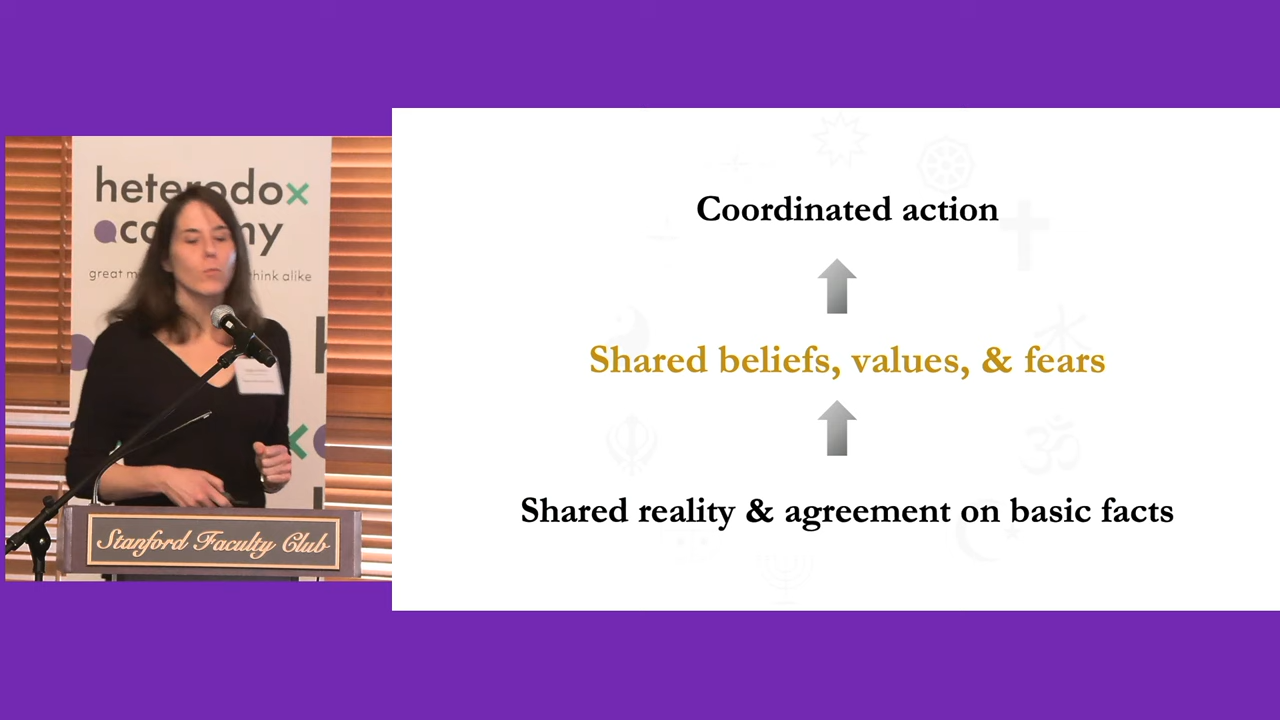 heterodox
academy
great m think alike
Stanford Faculty Club
Coordinated action
Shared beliefs, values, & fears
Shared reality & agreement on basic facts